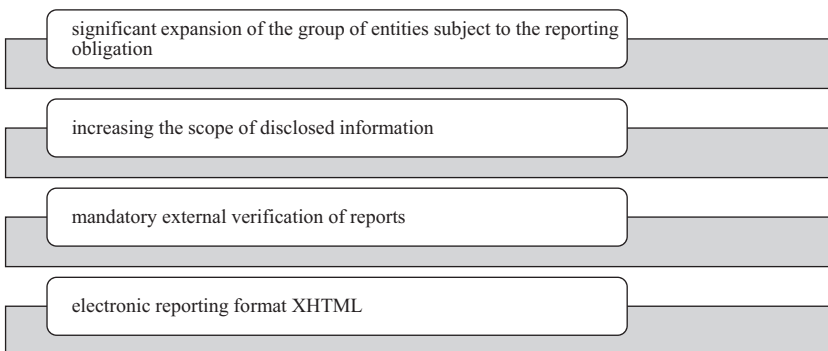 significant expansion of the group of entities subject to the reporting
obligation
increasing the scope of disclosed information
mandatory external verification of reports
electronic reporting format XHTML